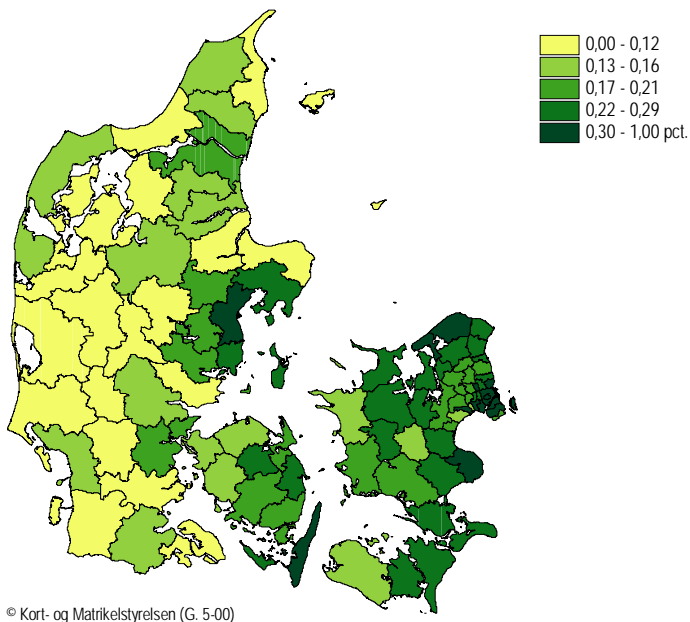 0,00 - 0,12
0,13 - 0,16
0,17 - 0,21
0,22 - 0,29
0,30 - 1,00 pct.
© Kort- og Matrikelstyrelsen (G. 5-00)